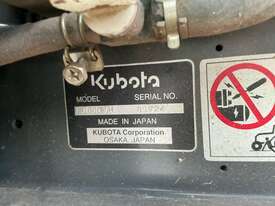 Kubota
MODEL SERIAL NO.
MADE IN JAPAN
KUBOTA Corporation
OSAKA, JAPAN